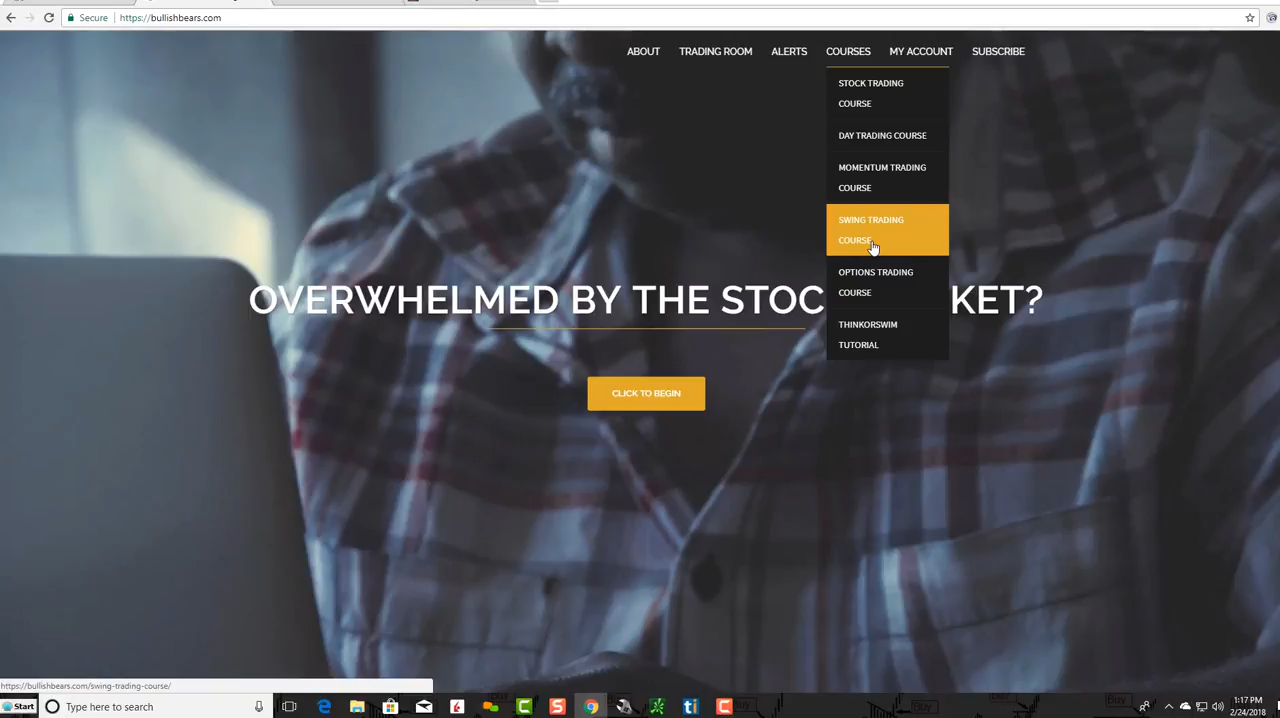 Secure
https://bullishbears.com
ABOUT
TRADING ROOM
ALERTS
COURSES
MY ACCOUNT
SUBSCRIBE
STOCK TRADING
COURSE
DAY TRADING COURSE
MOMENTUM TRADING
COURSE
SWING TRADING
COURSE
OPTIONS TRADING
COURSE
THINKORSWIM
TUTORIAL
OVERWHELMED BY THE STOC KET?
CLICK TO BEGIN
https://bullishbears.com/swing-trading-course/
Start
Type here to search
Buy
Buy
1:17 PM
2/24/2018